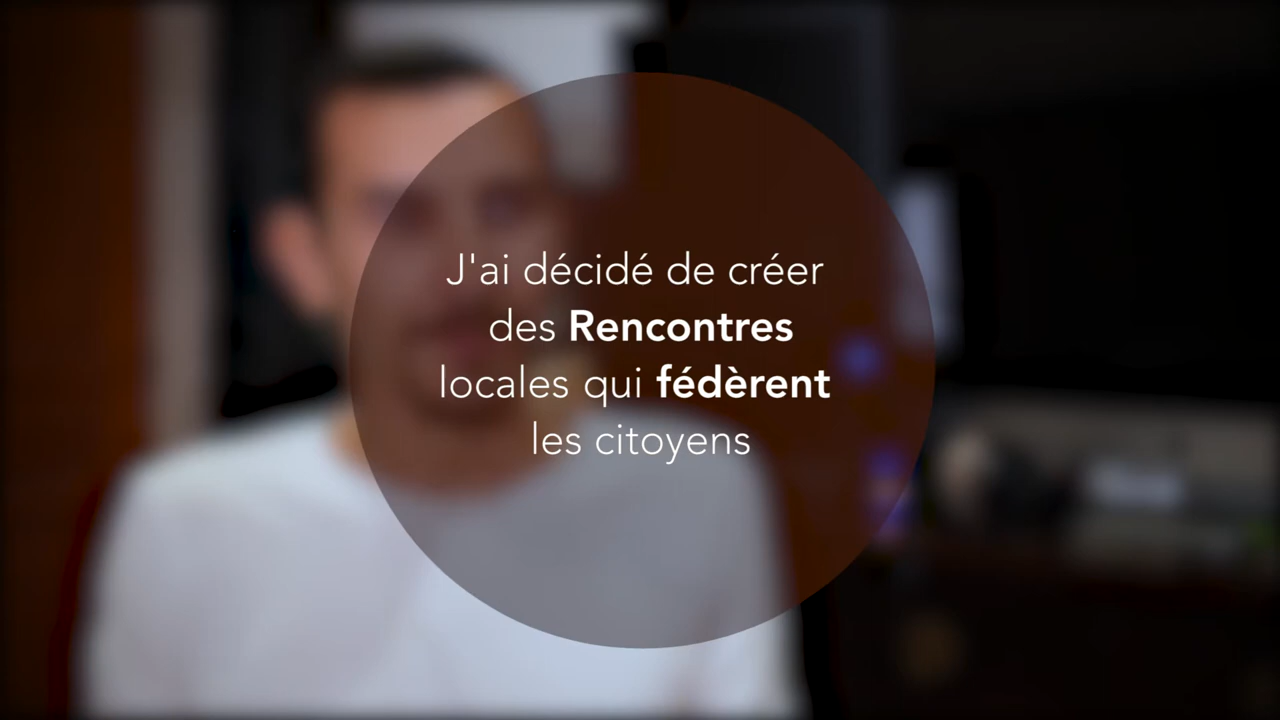 J'ai décidé de créer
des Rencontres
locales qui fédèrent
les citoyens